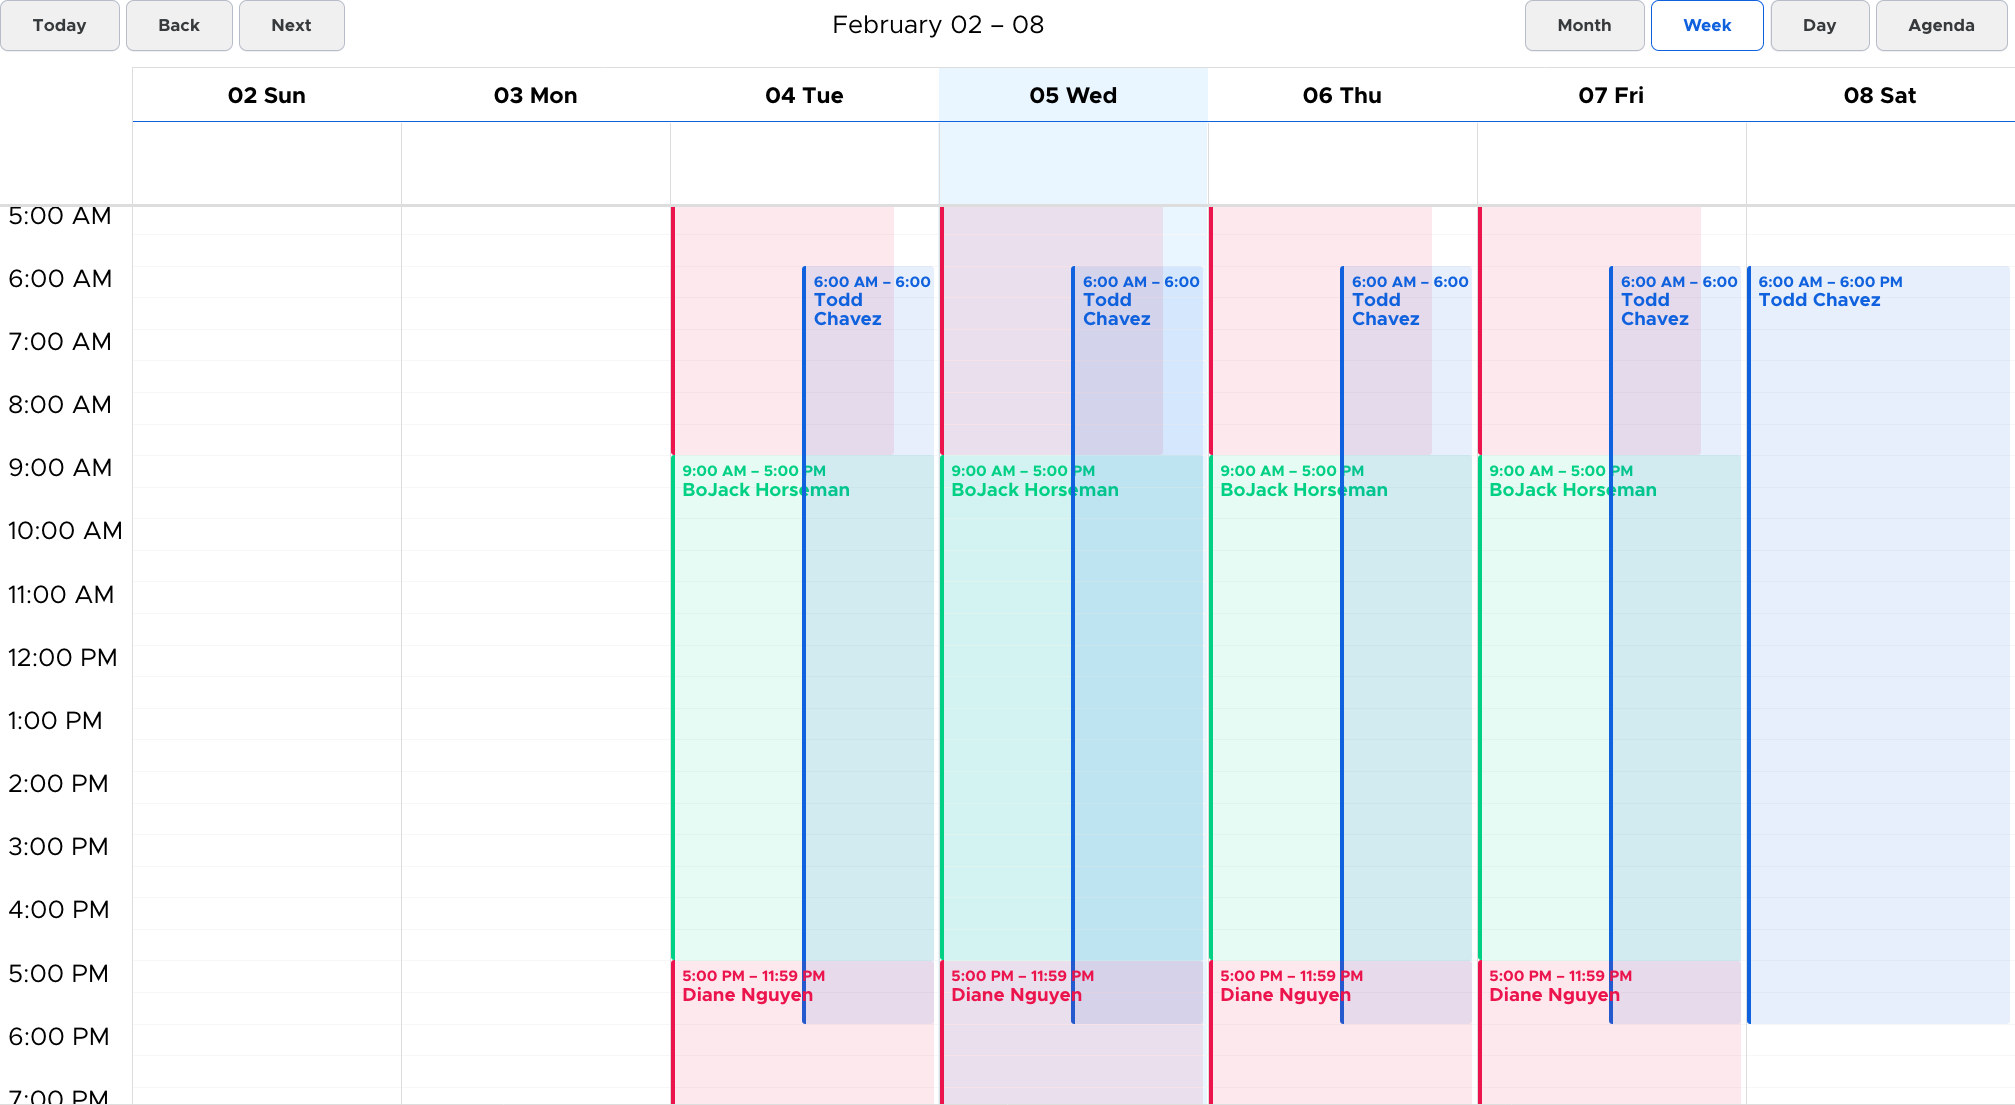 Today Back Next February 02 – 08 Month Week Day Agenda
02 Sun 03 Mon 04 Tue 05 Wed 06 Thu 07 Fri 08 Sat
5:00 AM
6:00 AM
6:00 AM – 6:00
Todd
Chavez
6:00 AM – 6:00
Todd
Chavez
6:00 AM – 6:00
Todd
Chavez
6:00 AM – 6:00
Todd
Chavez
6:00 AM – 6:00 PM
Todd Chavez
7:00 AM
8:00 AM
9:00 AM
9:00 AM – 5:00 PM
BoJack Horseman
9:00 AM – 5:00 PM
BoJack Horseman
9:00 AM – 5:00 PM
BoJack Horseman
9:00 AM – 5:00 PM
BoJack Horseman
10:00 AM
11:00 AM
12:00 PM
1:00 PM
2:00 PM
3:00 PM
4:00 PM
5:00 PM
5:00 PM – 11:59 PM
Diane Nguyen
5:00 PM – 11:59 PM
Diane Nguyen
5:00 PM – 11:59 PM
Diane Nguyen
5:00 PM – 11:59 PM
Diane Nguyen
6:00 PM
7:00 PM